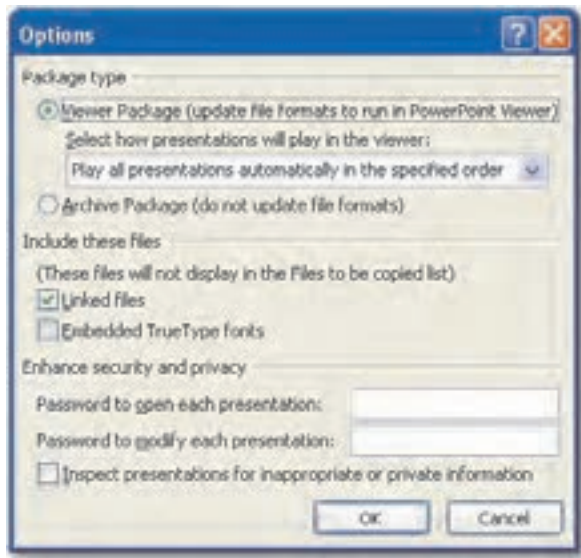 Options
Package type
Viewer Package (update file formats to run in PowerPoint Viewer)
Select how presentations will play in the viewer:
Play all presentations automatically in the specified order
Archive Package (do not update file formats)
Include these files
(These files will not display in the Files to be copied list)
Linked files
Embedded TrueType fonts
Enhance security and privacy
Password to open each presentation:
Password to modify each presentation:
Inspect presentations for inappropriate or private information
OK Cancel